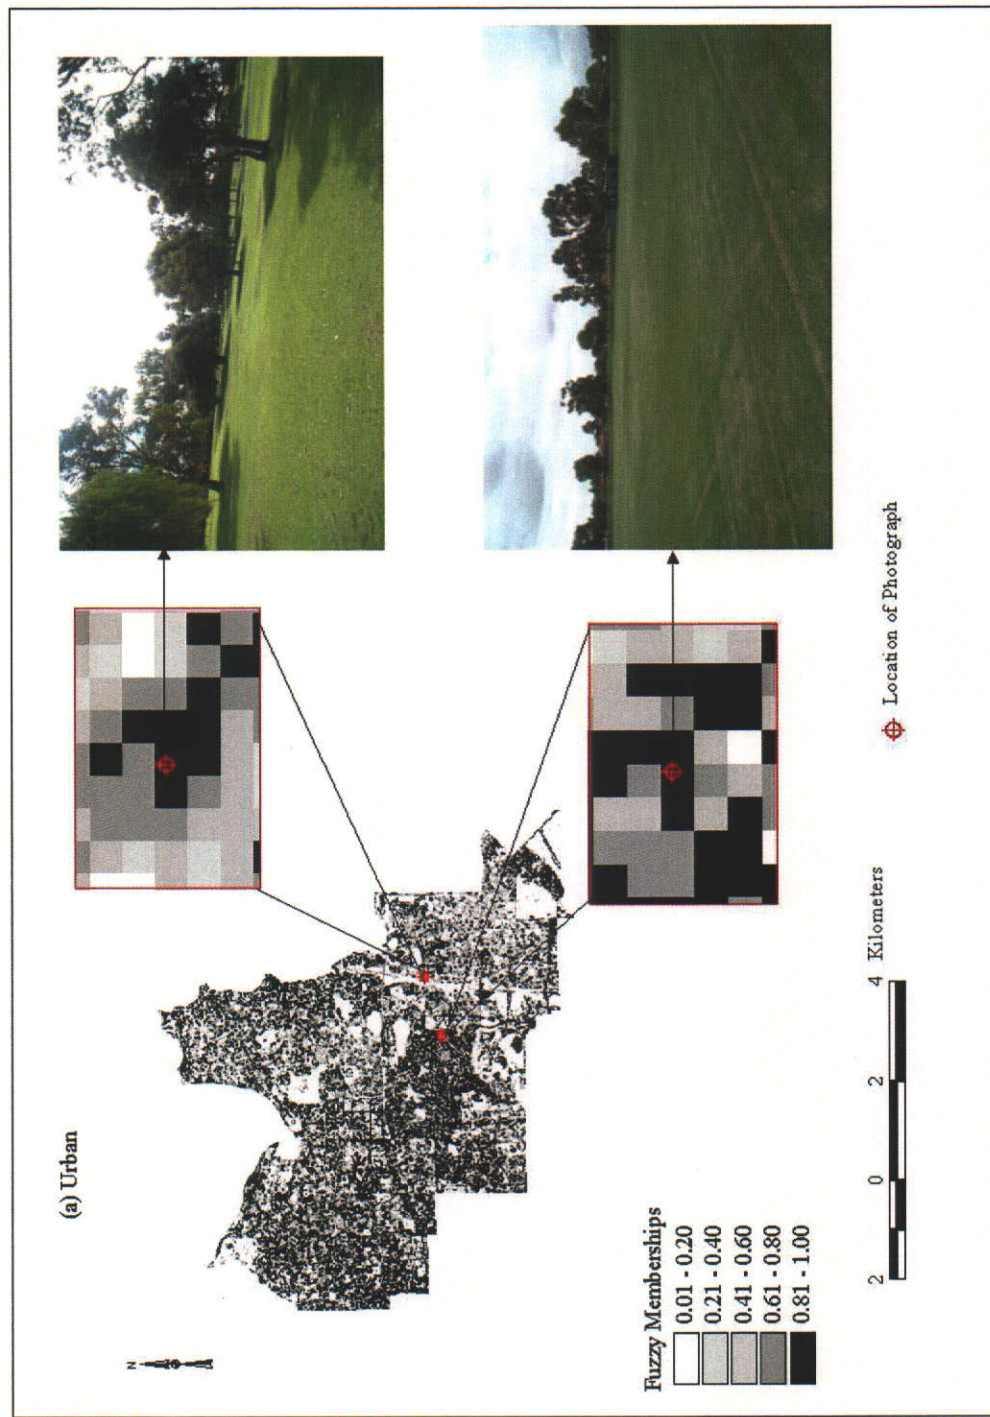 (a) Urban
N
Fuzzy Memberships
0.01 - 0.20
0.21 - 0.40
0.41 - 0.60
0.61 - 0.80
0.81 - 1.00
2 0 2 4 Kilometers
Location of Photograph